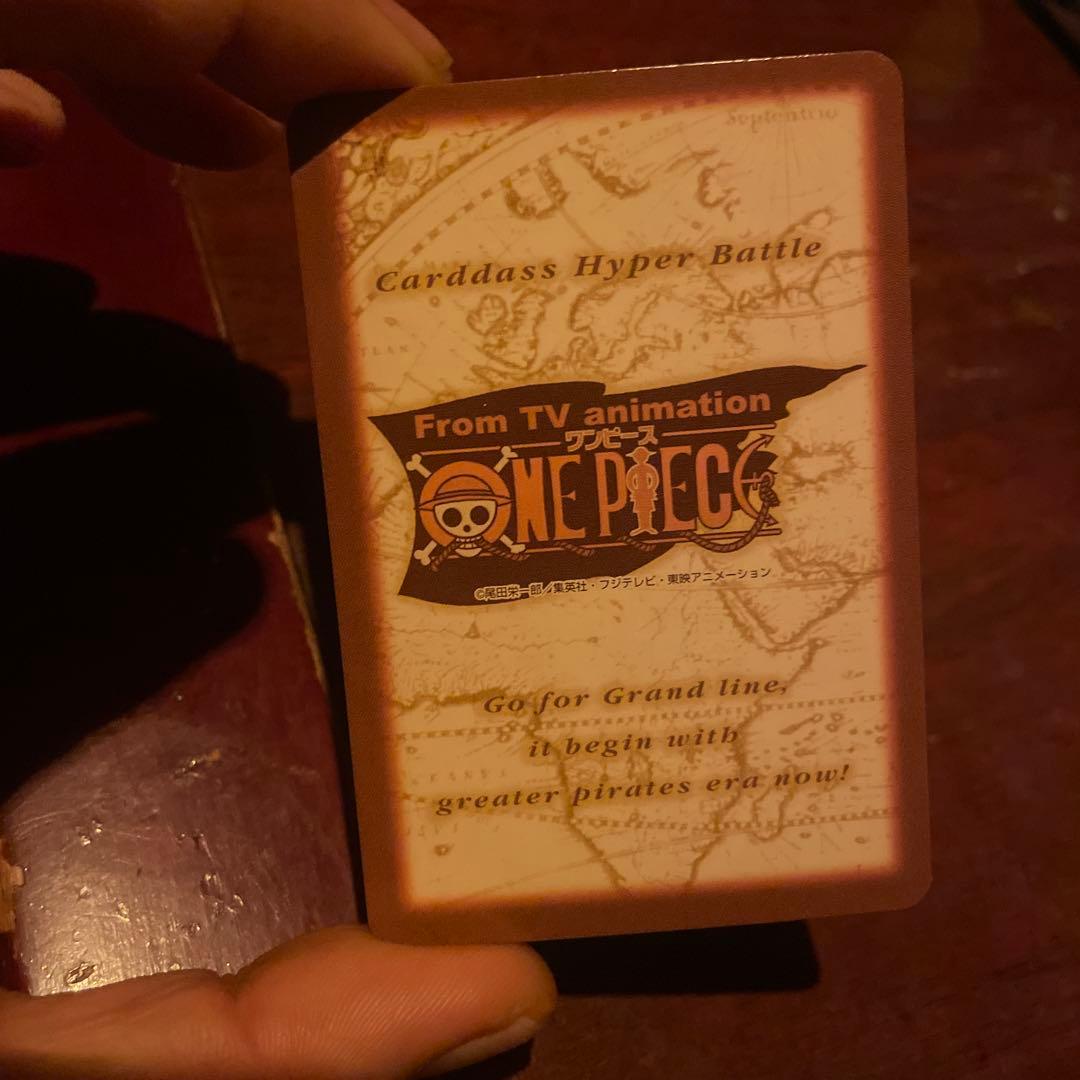 Septentrio
Carddass Hyper Battle
From TV animation
ワンピース
ONE PIECE
©尾田栄一郎/集英社・フジテレビ・東映アニメーション
Go for Grand line,
it begin with
greater pirates era now!